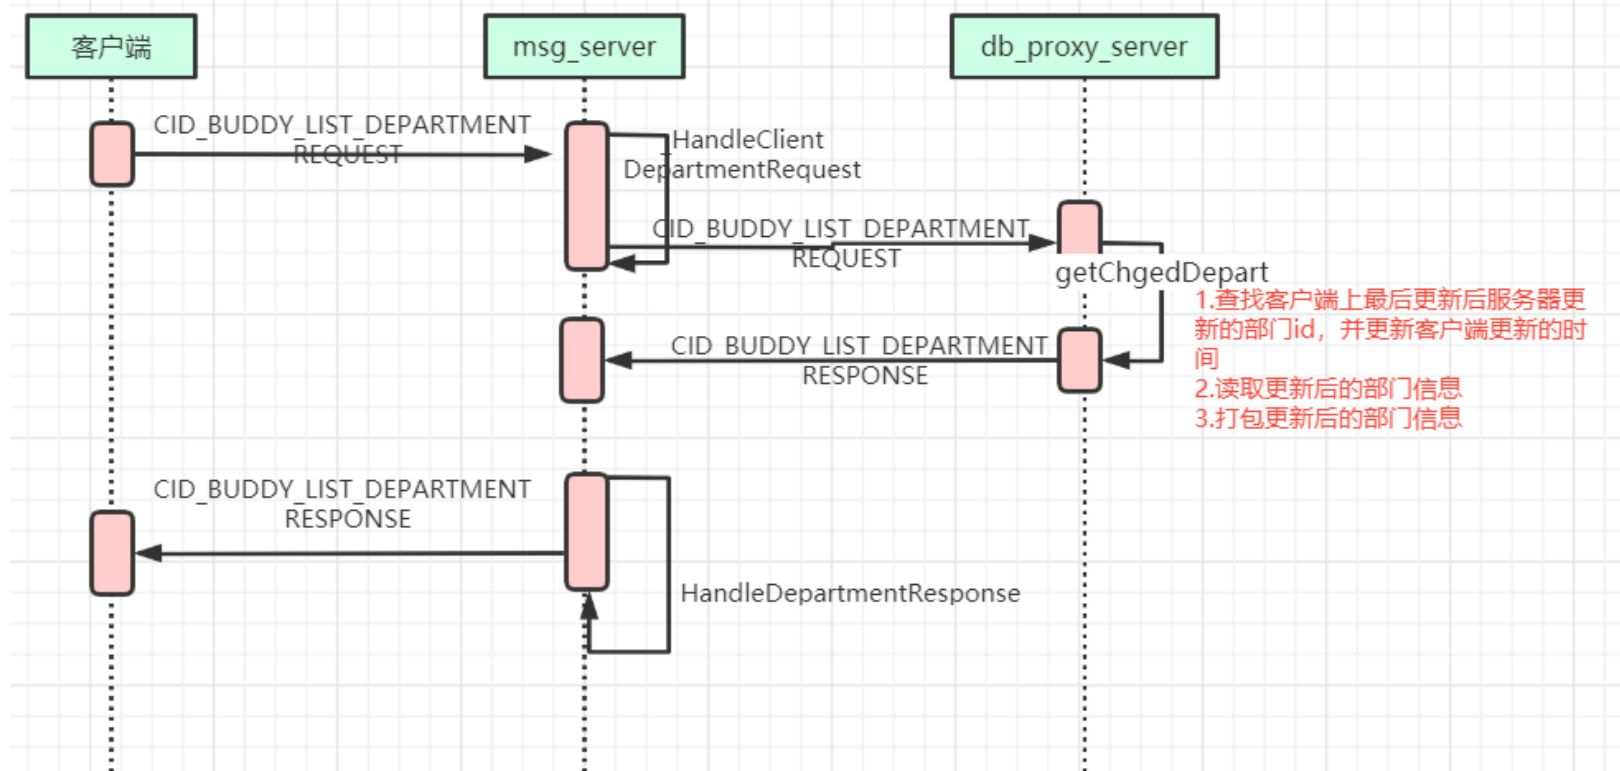 客户端
msg_server
db_proxy_server
CID_BUDDY_LIST_DEPARTMENT
REQUEST
_HandleClient
DepartmentRequest
CID_BUDDY_LIST_DEPARTMENT
REQUEST
getChgedDepart
1.查找客户端上最后更新后服务器更
新的部门id，并更新客户端更新的时
间
2.读取更新后的部门信息
3.打包更新后的部门信息
CID_BUDDY_LIST_DEPARTMENT
RESPONSE
CID_BUDDY_LIST_DEPARTMENT
RESPONSE
HandleDepartmentResponse